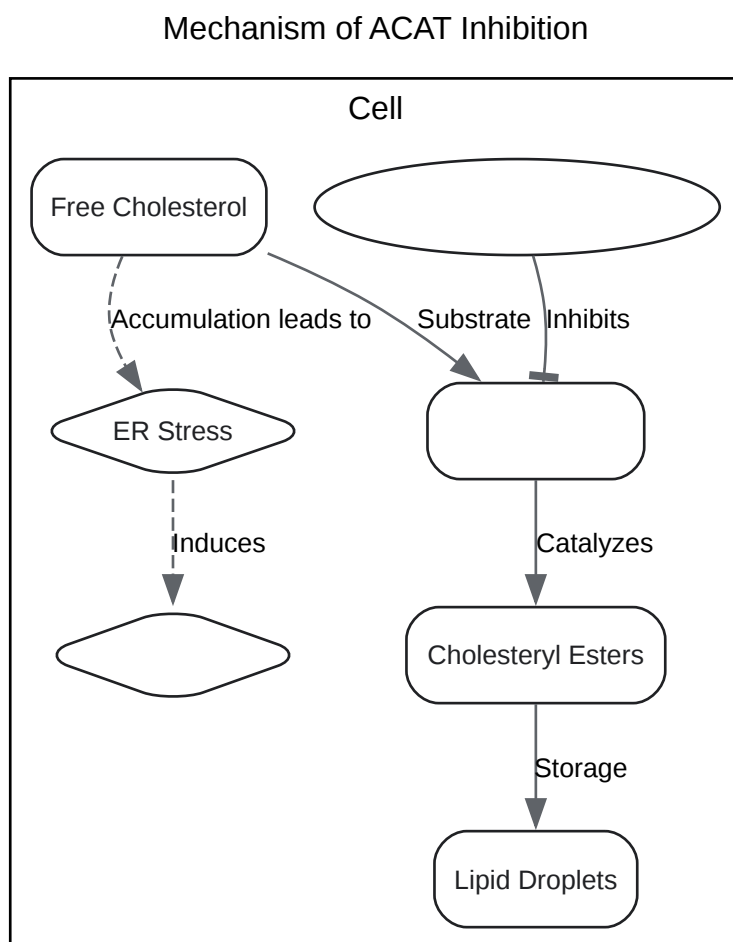 Mechanism of ACAT Inhibition
Cell
Free Cholesterol
Accumulation leads to
Substrate
Inhibits
ER Stress
Induces
Catalyzes
Cholesteryl Esters
Storage
Lipid Droplets